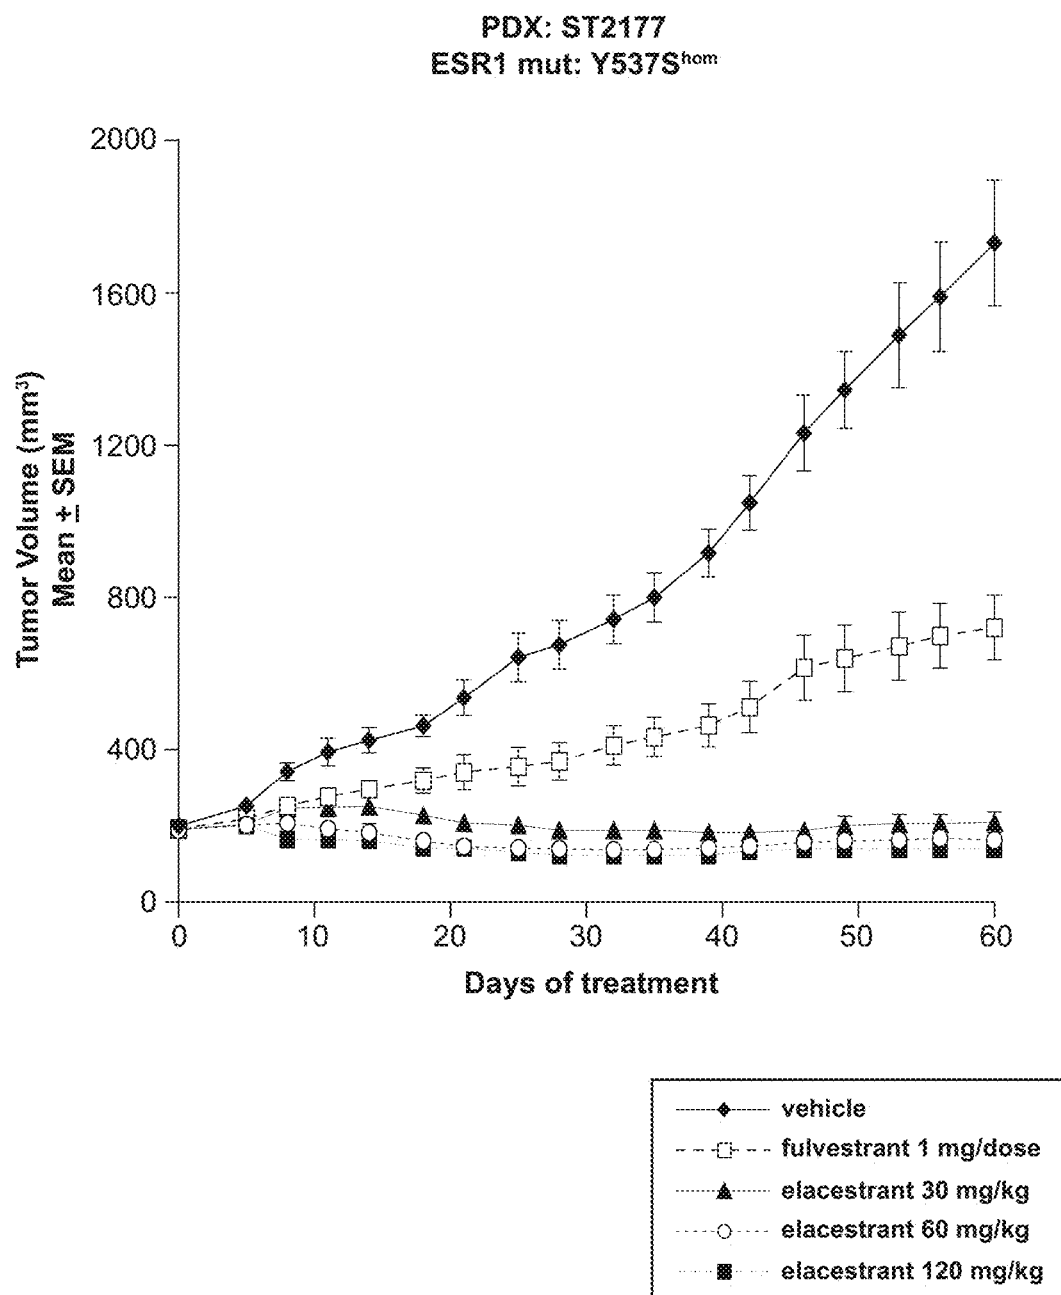 PDX: ST2177
ESR1 mut: Y537Shom
2000
1600
1200
800
400
0
Tumor Volume (mm³)
Mean ± SEM
0 10 20 30 40 50 60
Days of treatment
vehicle
fulvestrant 1 mg/dose
elacestrant 30 mg/kg
elacestrant 60 mg/kg
elacestrant 120 mg/kg